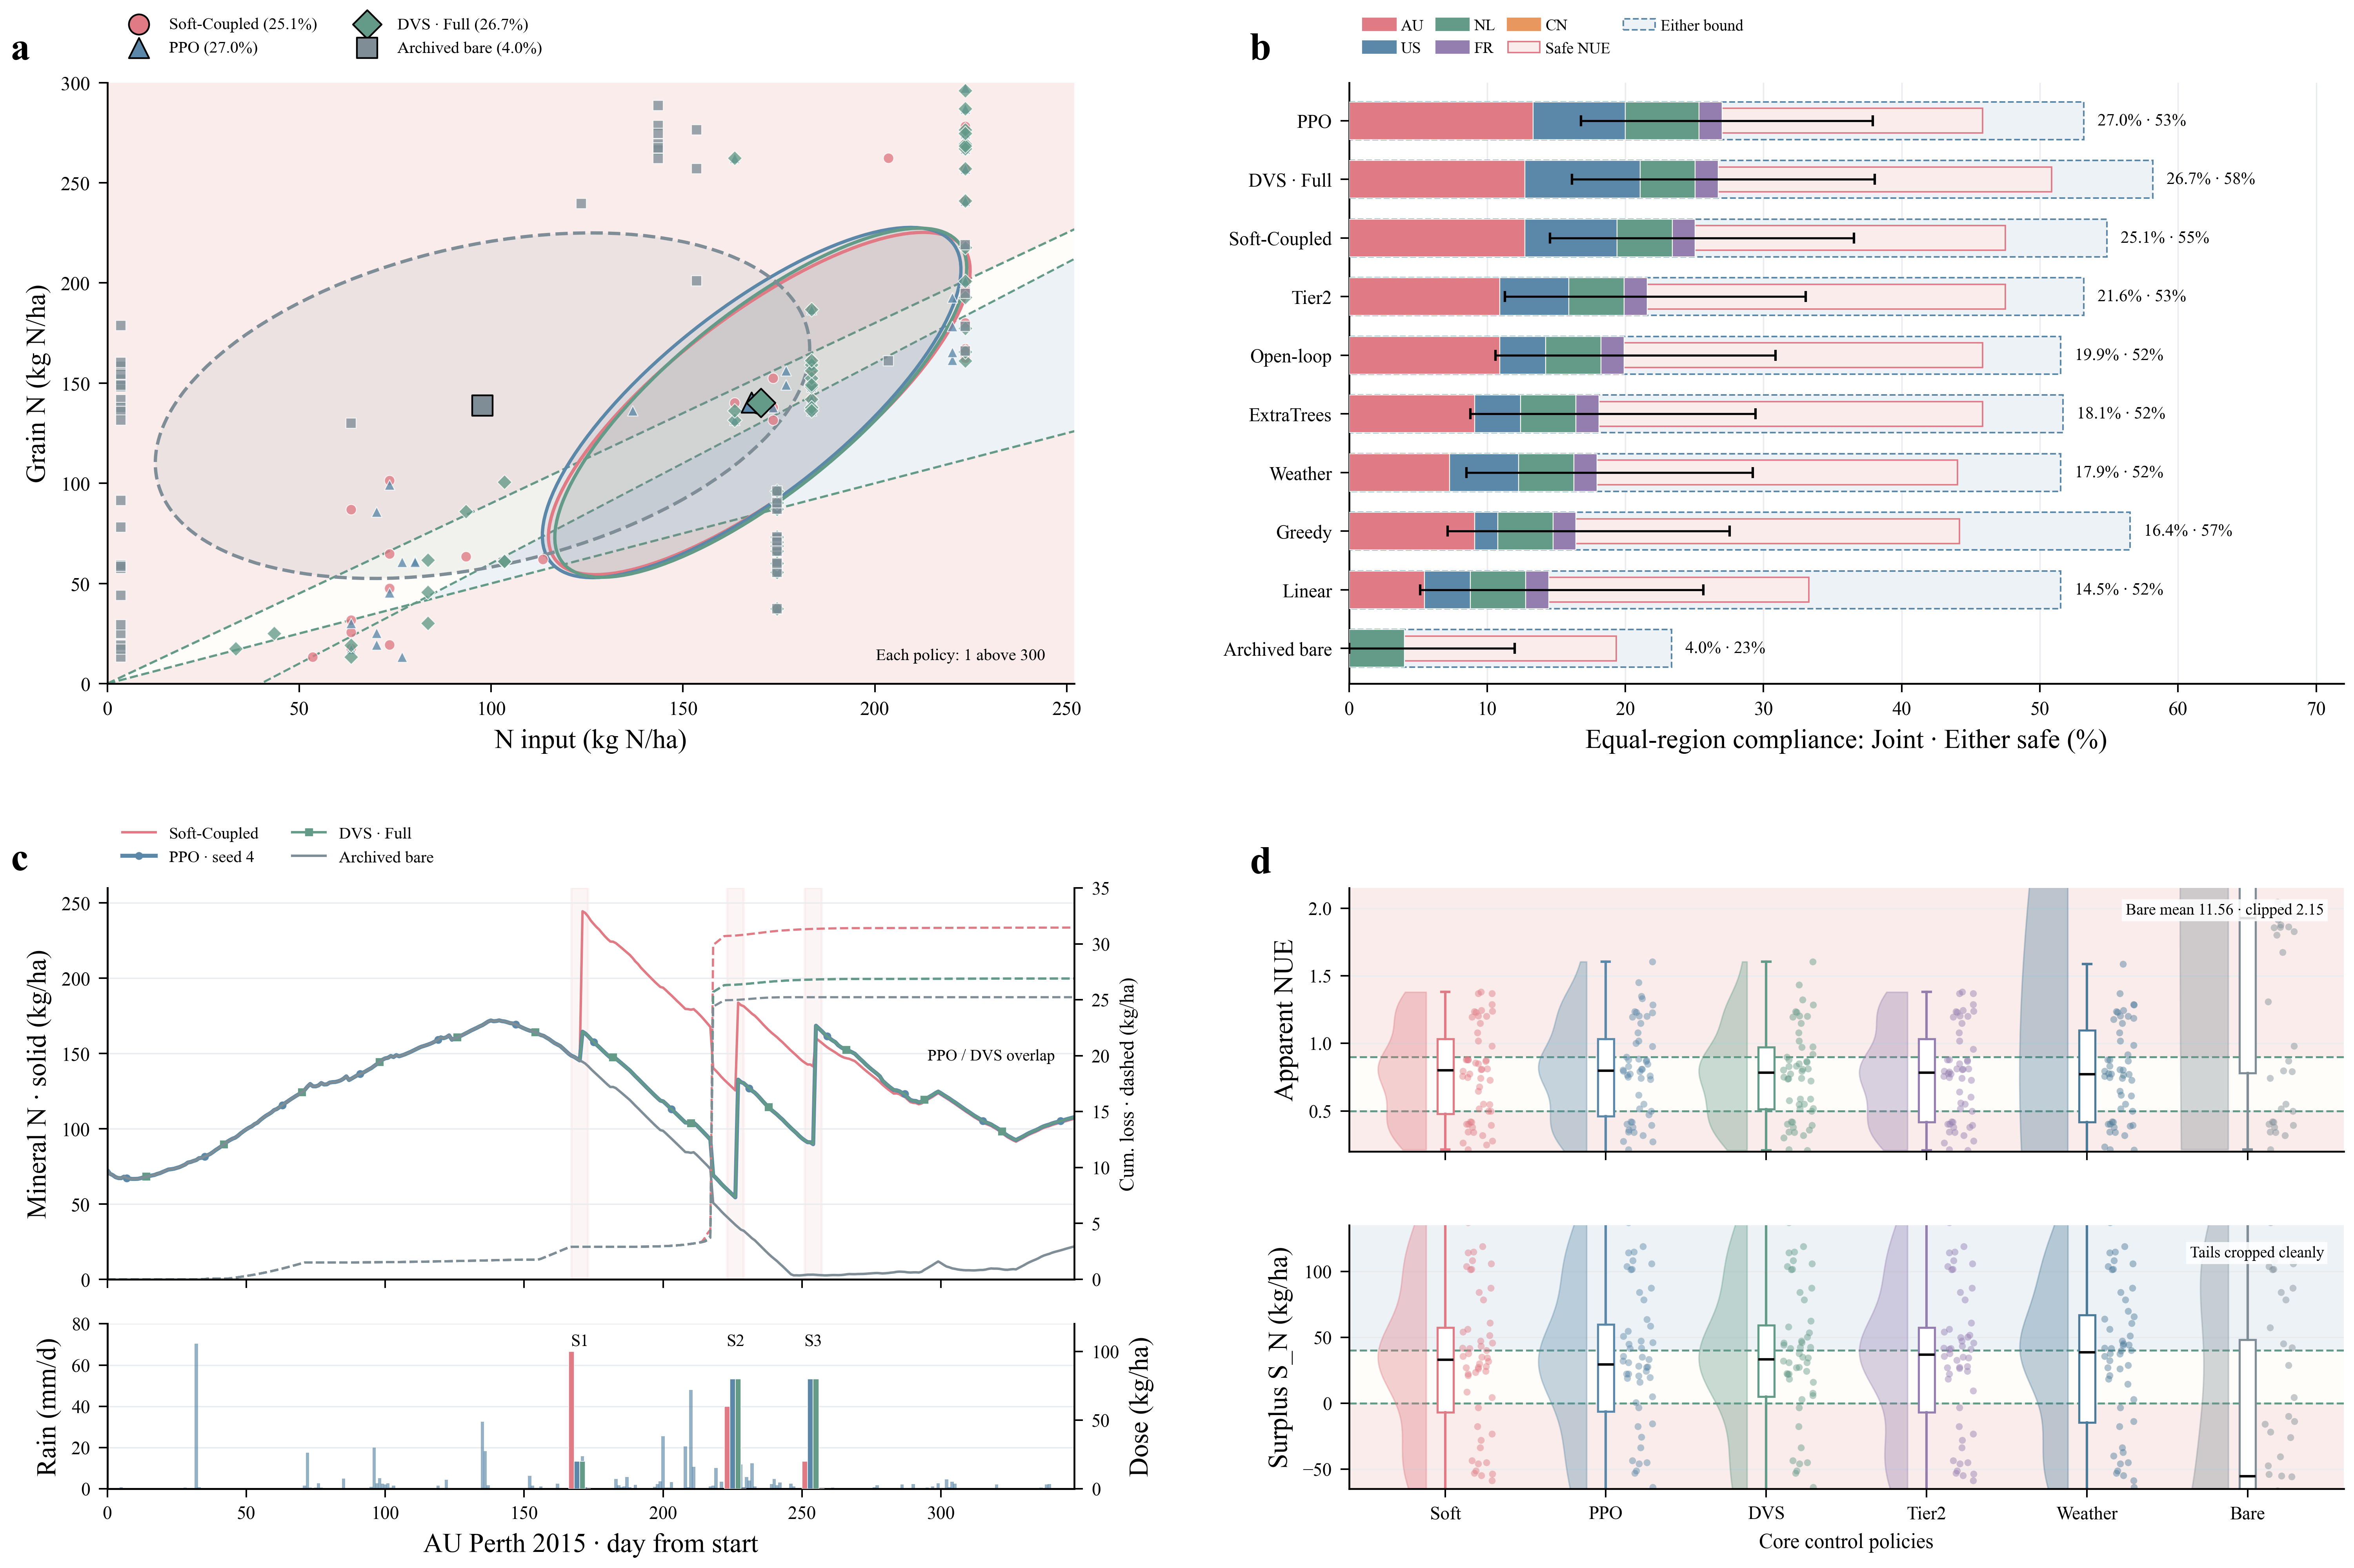 a
Soft-Coupled (25.1%)
PPO (27.0%)
DVS · Full (26.7%)
Archived bare (4.0%)
300
250
200
150
100
50
0
Grain N (kg N/ha)
Each policy: 1 above 300
0 50 100 150 200 250
N input (kg N/ha)
b
AU NL CN Either bound
US FR Safe NUE
PPO 27.0% · 53%
DVS · Full 26.7% · 58%
Soft-Coupled 25.1% · 55%
Tier2 21.6% · 53%
Open-loop 19.9% · 52%
ExtraTrees 18.1% · 52%
Weather 17.9% · 52%
Greedy 16.4% · 57%
Linear 14.5% · 52%
Archived bare 4.0% · 23%
0 10 20 30 40 50 60 70
Equal-region compliance: Joint · Either safe (%)
c
Soft-Coupled
PPO · seed 4
DVS · Full
Archived bare
250
200
150
100
50
0
Mineral N · solid (kg/ha)
PPO / DVS overlap
35
30
25
20
15
10
5
0
Cum. loss · dashed (kg/ha)
80
60
40
20
0
Rain (mm/d)
S1 S2 S3
100
50
0
Dose (kg/ha)
0 50 100 150 200 250 300
AU Perth 2015 · day from start
d
2.0
1.5
1.0
0.5
Apparent NUE
Bare mean 11.56 · clipped 2.15
100
50
0
−50
Surplus S_N (kg/ha)
Tails cropped cleanly
Soft PPO DVS Tier2 Weather Bare
Core control policies